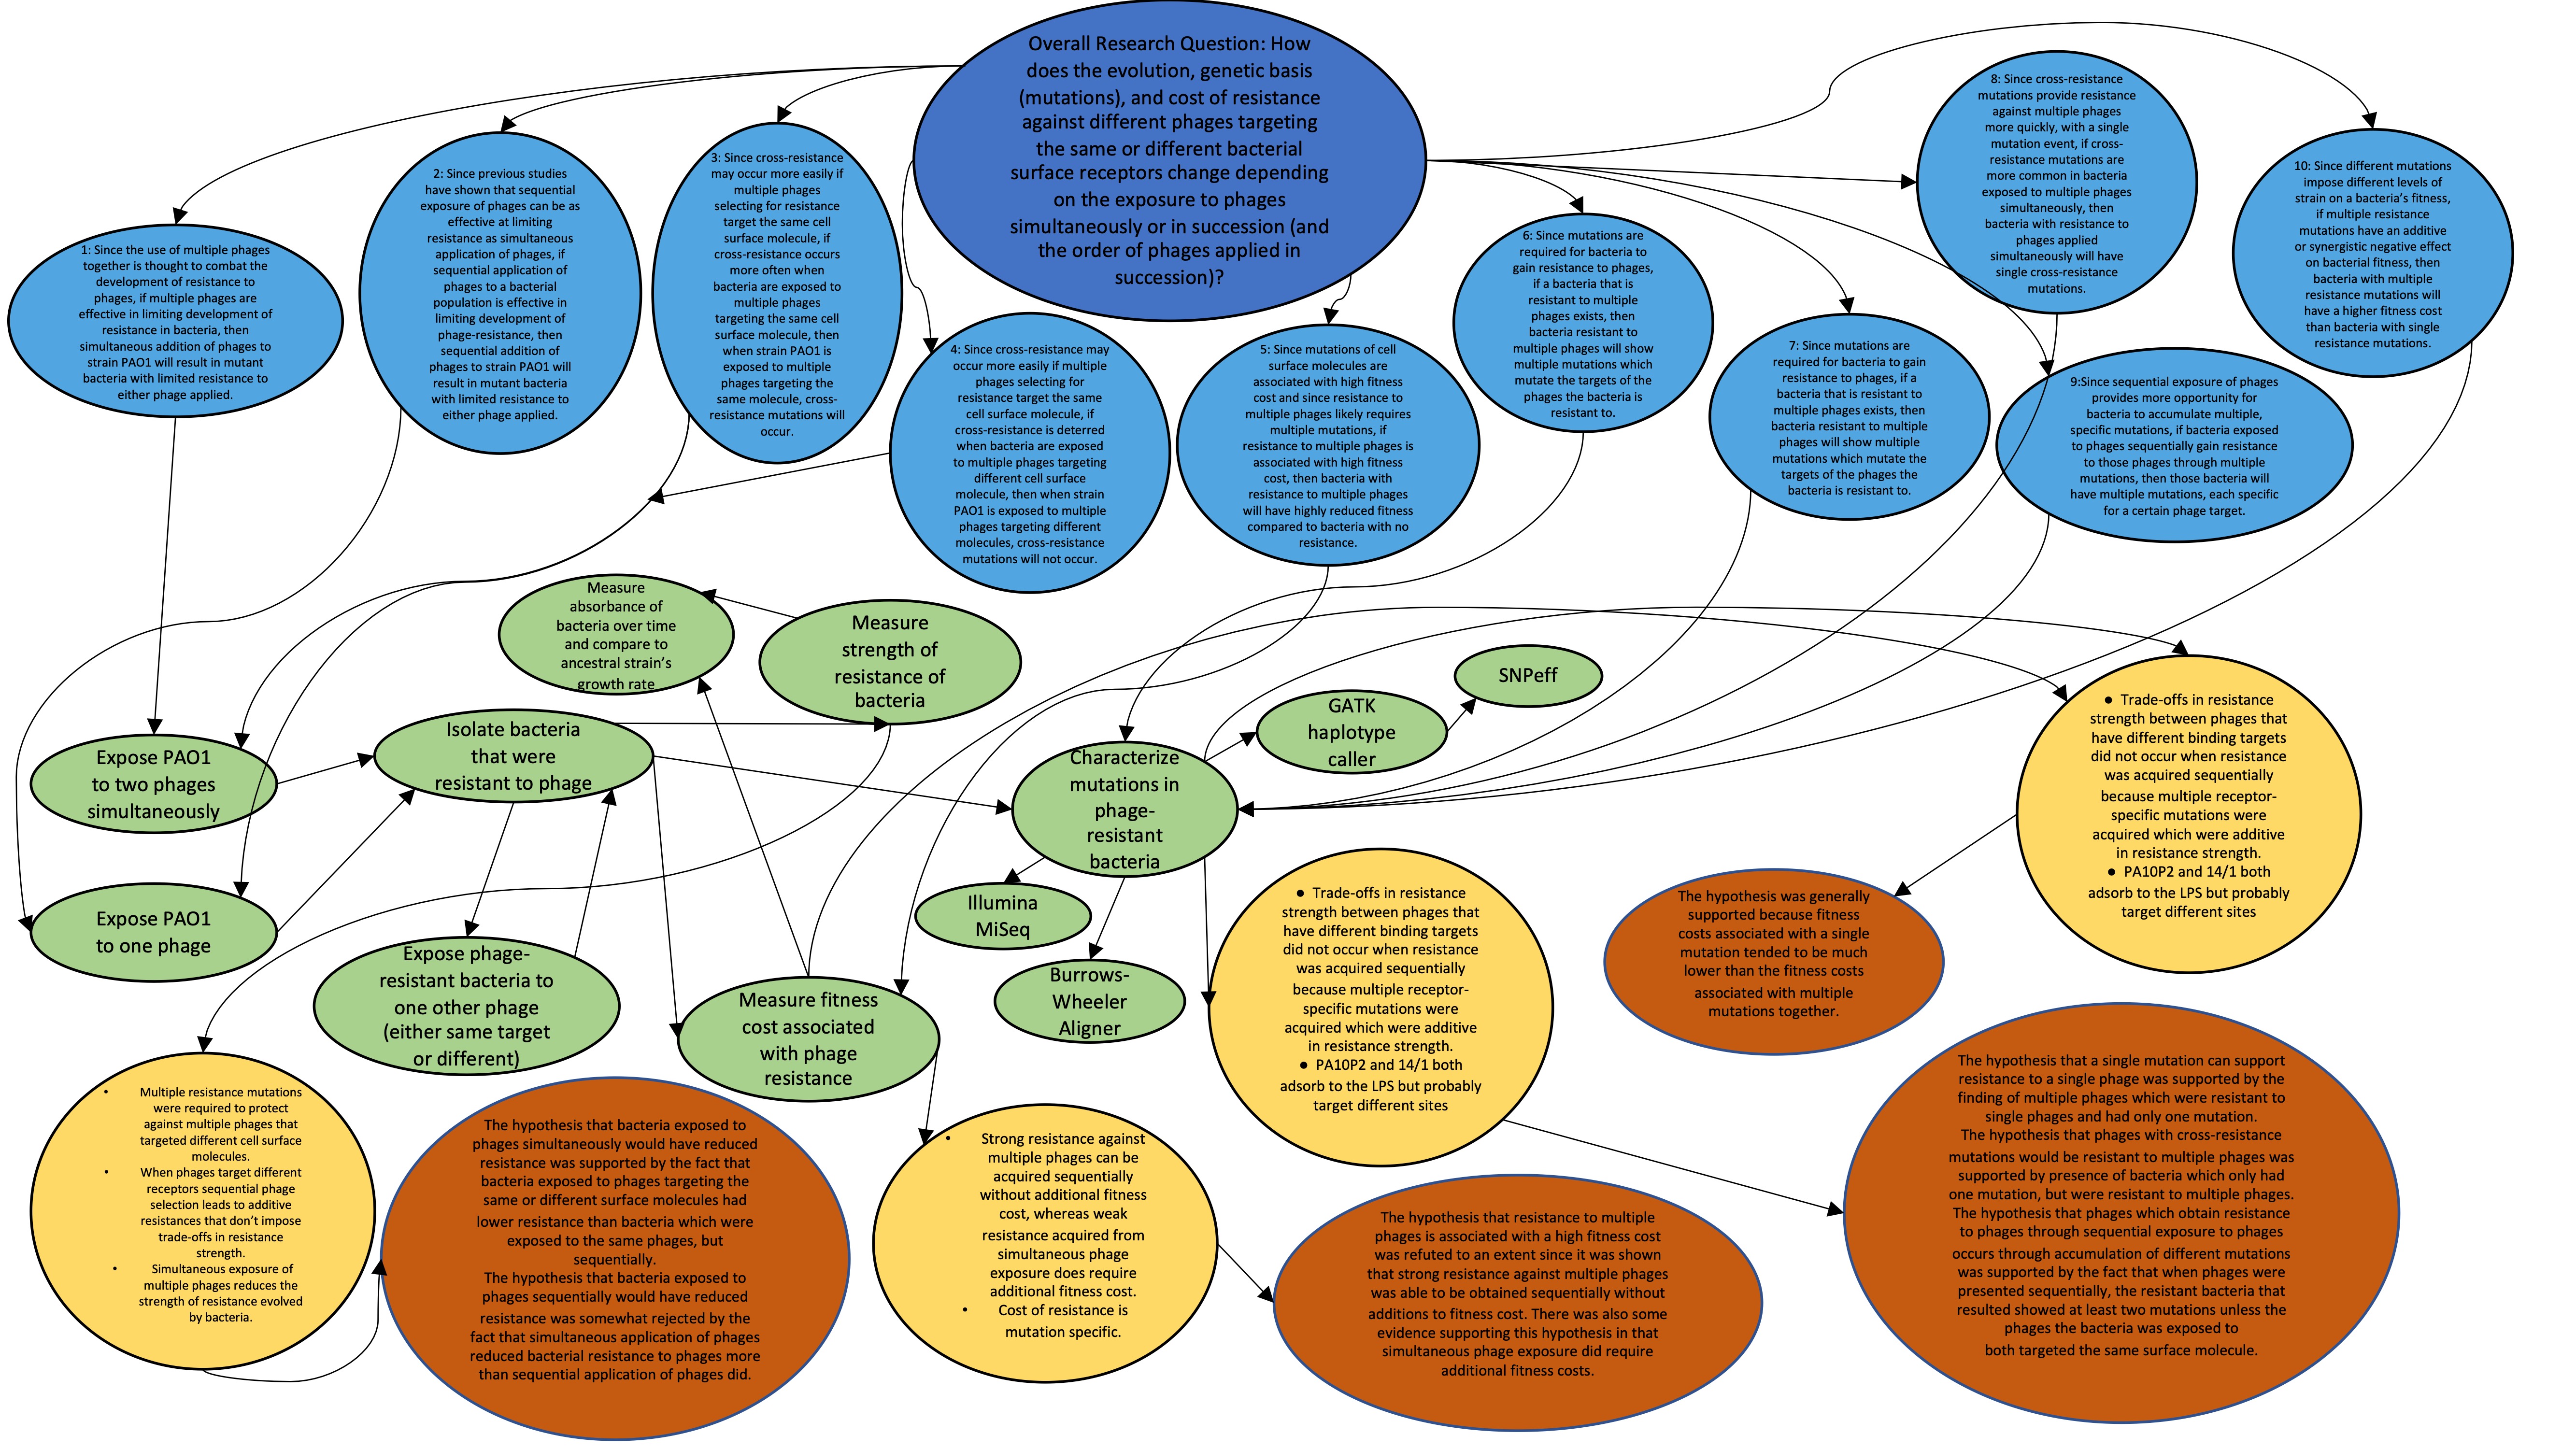 Overall Research Question: How
does the evolution, genetic basis
(mutations), and cost of resistance
against different phages targeting
the same or different bacterial
surface receptors change depending
on the exposure to phages
simultaneously or in succession (and
the order of phages applied in
succession)?
1: Since the use of multiple phages
together is thought to combat the
development of resistance to
phages, if multiple phages are
effective in limiting development of
resistance in bacteria, then
simultaneous addition of phages to
strain PAO1 will result in mutant
bacteria with limited resistance to
either phage applied.
2: Since previous studies
have shown that sequential
exposure of phages can be as
effective at limiting
resistance as simultaneous
application of phages, if
sequential application of
phages to a bacterial
population is effective in
limiting development of
phage-resistance, then
sequential addition of
phages to strain PAO1 will
result in mutant bacteria
with limited resistance to
either phage applied.
3: Since cross-resistance
may occur more easily if
multiple phages
selecting for resistance
target the same cell
surface molecule, if
cross-resistance occurs
more often when
bacteria are exposed to
multiple phages
targeting the same cell
surface molecule, then
when strain PAO1 is
exposed to multiple
phages targeting the
same molecule, cross-
resistance mutations will
occur.
4: Since cross-resistance may
occur more easily if multiple
phages selecting for
resistance target the same
cell surface molecule, if
cross-resistance is deterred
when bacteria are exposed
to multiple phages targeting
different cell surface
molecule, then when strain
PAO1 is exposed to multiple
phages targeting different
molecules, cross-resistance
mutations will not occur.
5: Since mutations of cell
surface molecules are
associated with high fitness
cost and since resistance to
multiple phages likely requires
multiple mutations, if
resistance to multiple phages is
associated with high fitness
cost, then bacteria with
resistance to multiple phages
will have highly reduced fitness
compared to bacteria with no
resistance.
6: Since mutations are
required for bacteria to
gain resistance to phages,
if a bacteria that is
resistant to multiple
phages exists, then
bacteria resistant to
multiple phages will show
multiple mutations which
mutate the targets of the
phages the bacteria is
resistant to.
7: Since mutations are
required for bacteria to gain
resistance to phages, if a
bacteria that is resistant to
multiple phages exists, then
bacteria resistant to multiple
phages will show multiple
mutations which mutate the
targets of the phages the
bacteria is resistant to.
8: Since cross-resistance
mutations provide resistance
against multiple phages
more quickly, with a single
mutation event, if cross-
resistance mutations are
more common in bacteria
exposed to multiple phages
simultaneously, then
bacteria with resistance to
phages applied
simultaneously will have
single cross-resistance
mutations.
9:Since sequential exposure of phages
provides more opportunity for
bacteria to accumulate multiple,
specific mutations, if bacteria exposed
to phages sequentially gain resistance
to those phages through multiple
mutations, then those bacteria will
have multiple mutations, each specific
for a certain phage target.
10: Since different mutations
impose different levels of
strain on a bacteria's fitness,
if multiple resistance
mutations have an additive
or synergistic negative effect
on bacterial fitness, then
bacteria with multiple
resistance mutations will
have a higher fitness cost
than bacteria with single
resistance mutations.
Measure
absorbance of
bacteria over time
and compare to
ancestral strain's
growth rate
Measure
strength of
resistance of
bacteria
SNPeff
GATK
haplotype
caller
Isolate bacteria
that were
resistant to phage
Expose PAO1
to two phages
simultaneously
Characterize
mutations in
phage-
resistant
bacteria
Expose PAO1
to one phage
Illumina
MiSeq
Burrows-
Wheeler
Aligner
Expose phage-
resistant bacteria to
one other phage
(either same target
or different)
Measure fitness
cost associated
with phage
resistance
● Trade-offs in resistance
strength between phages that
have different binding targets
did not occur when resistance
was acquired sequentially
because multiple receptor-
specific mutations were
acquired which were additive
in resistance strength.
● PA10P2 and 14/1 both
adsorb to the LPS but probably
target different sites
● Trade-offs in resistance
strength between phages that
have different binding targets
did not occur when resistance
was acquired sequentially
because multiple receptor-
specific mutations were
acquired which were additive
in resistance strength.
● PA10P2 and 14/1 both
adsorb to the LPS but probably
target different sites
The hypothesis was generally
supported because fitness
costs associated with a single
mutation tended to be much
lower than the fitness costs
associated with multiple
mutations together.
• Multiple resistance mutations
were required to protect
against multiple phages that
targeted different cell surface
molecules.
• When phages target different
receptors sequential phage
selection leads to additive
resistances that don't impose
trade-offs in resistance
strength.
• Simultaneous exposure of
multiple phages reduces the
strength of resistance evolved
by bacteria.
The hypothesis that bacteria exposed to
phages simultaneously would have reduced
resistance was supported by the fact that
bacteria exposed to phages targeting the
same or different surface molecules had
lower resistance than bacteria which were
exposed to the same phages, but
sequentially.
The hypothesis that bacteria exposed to
phages sequentially would have reduced
resistance was somewhat rejected by the
fact that simultaneous application of phages
reduced bacterial resistance to phages more
than sequential application of phages did.
• Strong resistance against
multiple phages can be
acquired sequentially
without additional fitness
cost, whereas weak
resistance acquired from
simultaneous phage
exposure does require
additional fitness cost.
• Cost of resistance is
mutation specific.
The hypothesis that resistance to multiple
phages is associated with a high fitness cost
was refuted to an extent since it was shown
that strong resistance against multiple phages
was able to be obtained sequentially without
additions to fitness cost. There was also some
evidence supporting this hypothesis in that
simultaneous phage exposure did require
additional fitness costs.
The hypothesis that a single mutation can support
resistance to a single phage was supported by the
finding of multiple phages which were resistant to
single phages and had only one mutation.
The hypothesis that phages with cross-resistance
mutations would be resistant to multiple phages was
supported by presence of bacteria which only had
one mutation, but were resistant to multiple phages.
The hypothesis that phages which obtain resistance
to phages through sequential exposure to phages
occurs through accumulation of different mutations
was supported by the fact that when phages were
presented sequentially, the resistant bacteria that
resulted showed at least two mutations unless the
phages the bacteria was exposed to
both targeted the same surface molecule.